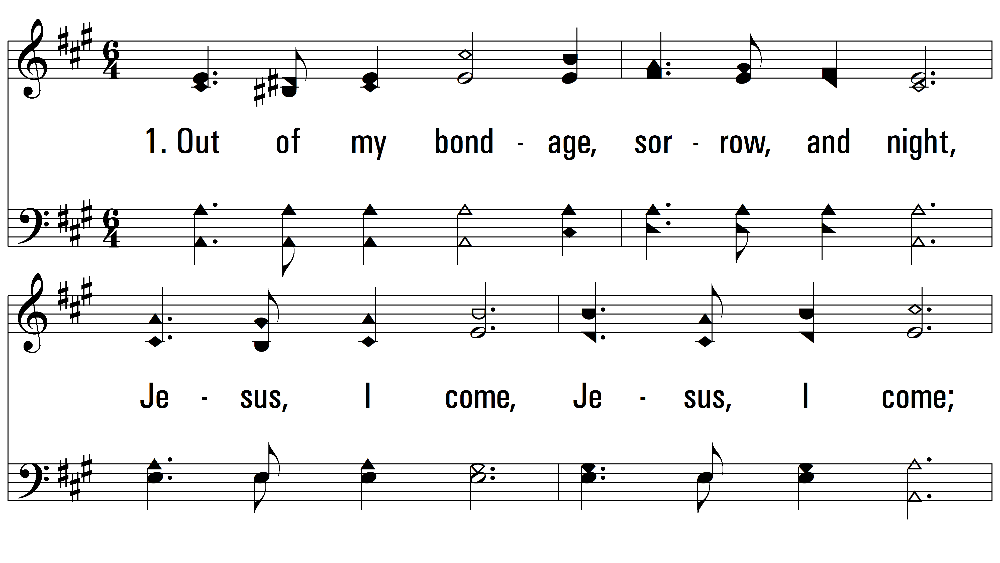 1. Out of my bond - age, sor - row, and night,
Je - sus, I come, Je - sus, I come;